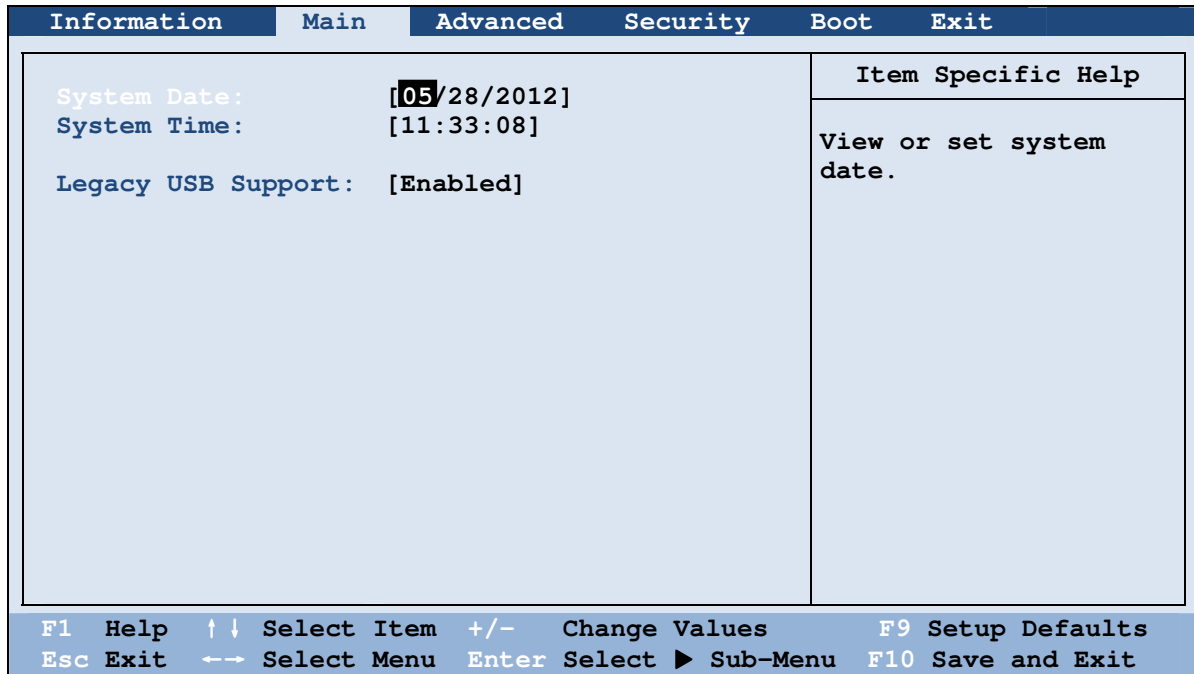 Information Main Advanced Security Boot Exit
System Date: [05/28/2012]
System Time: [11:33:08]
Legacy USB Support: [Enabled]
Item Specific Help
View or set system
date.
F1 Help ↑↓ Select Item +/- Change Values F9 Setup Defaults
Esc Exit ←→ Select Menu Enter Select ▶ Sub-Menu F10 Save and Exit